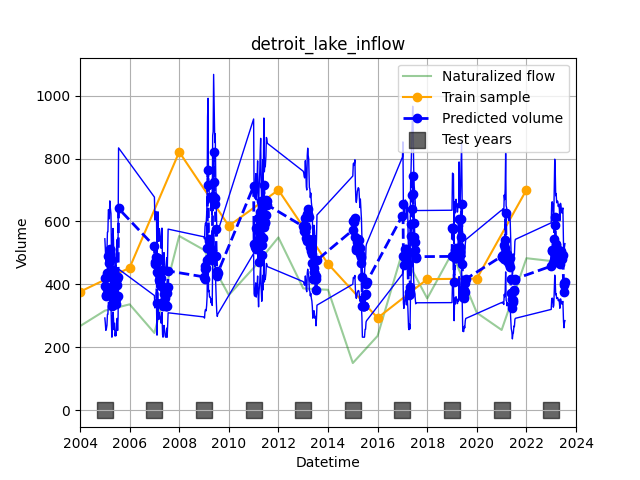 detroit_lake_inflow
Naturalized flow
Train sample
Predicted volume
Test years
Volume
1000
800
600
400
200
0
2004 2006 2008 2010 2012 2014 2016 2018 2020 2022 2024
Datetime